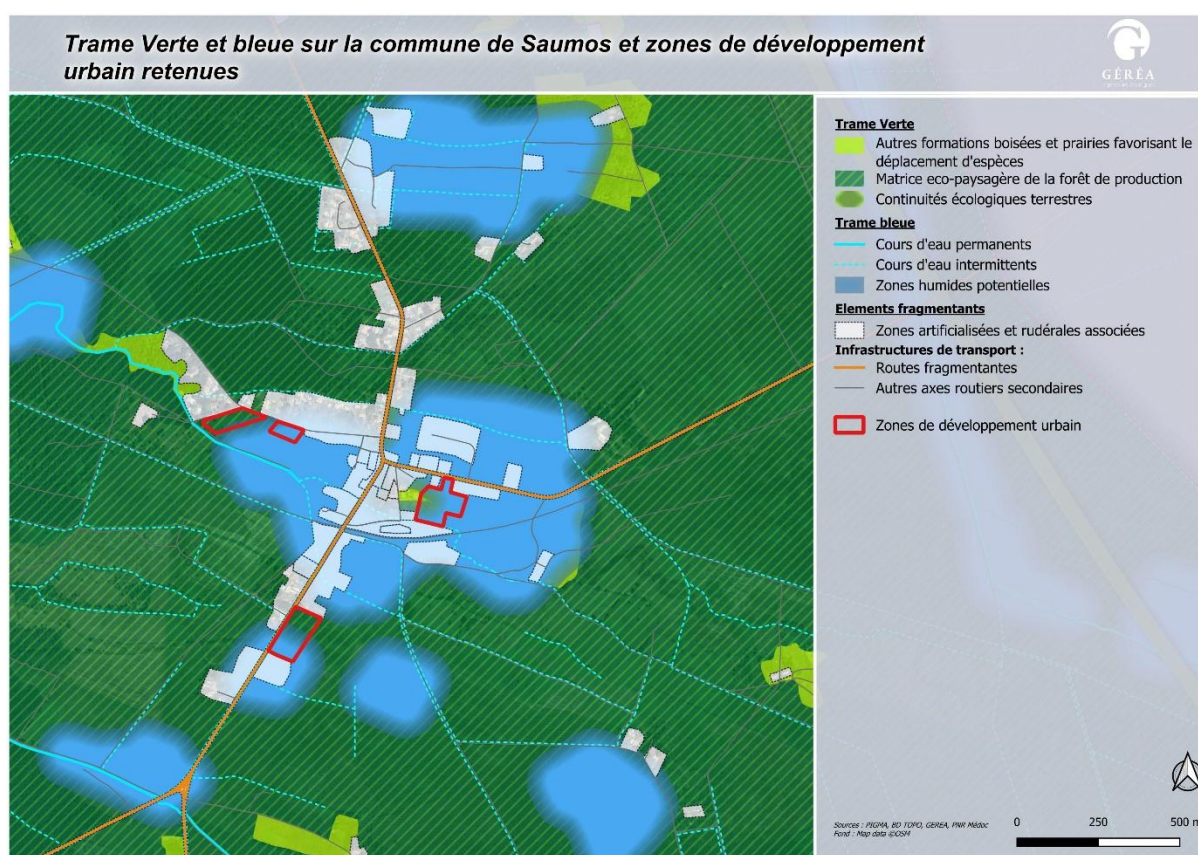 Trame Verte et bleue sur la commune de Saumos et zones de développement
urbain retenues
GÉRÉA
Trame Verte
Autres formations boisées et prairies favorisant le
déplacement d'espèces
Matrice eco-paysagère de la forêt de production
Continuités écologiques terrestres
Trame bleue
Cours d'eau permanents
Cours d'eau intermittents
Zones humides potentielles
Elements fragmentants
Zones artificialisées et rudérales associées
Infrastructures de transport :
Routes fragmentantes
Autres axes routiers secondaires
Zones de développement urbain
Sources : PIGMA, BD TOPO, GEREA, PNR Médoc
Fond : Map data ©OSM
0 250 500 m